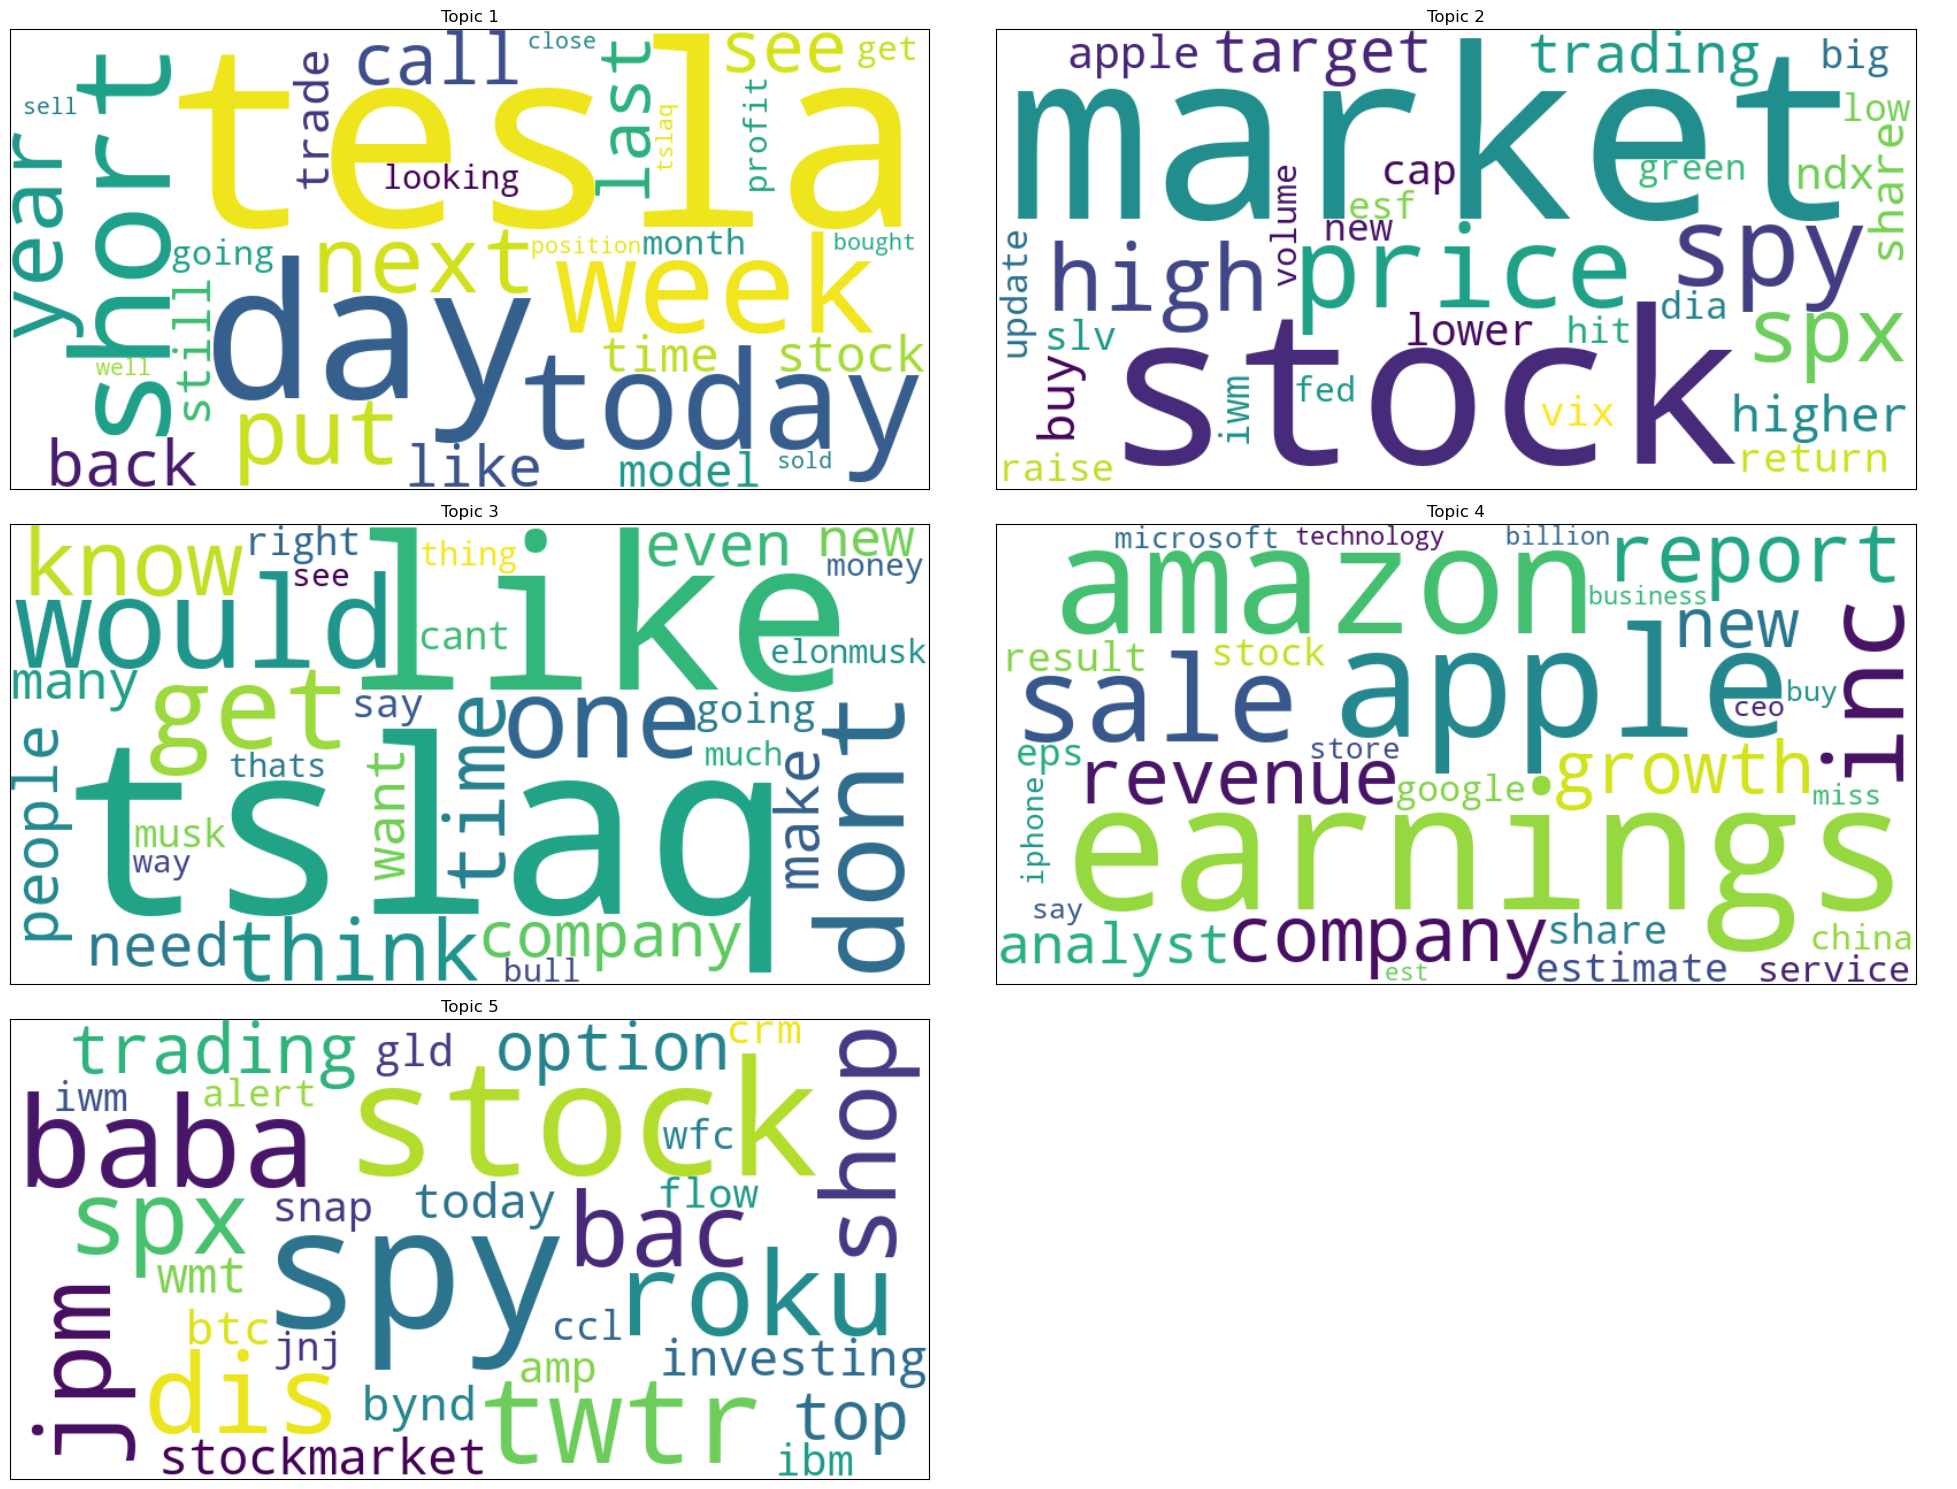 Topic 1
tesla
call
close
see
get
last
short
trade
sell
year
looking
tslaq
profit
next
position
month
bought
going
day
week
still
time
stock
well
today
put
back
like
model
sold
Topic 2
apple
target
trading
big
market
low
share
cap
green
ndx
volume
esf
new
update
high
price
spy
dia
slv
lower
hit
spx
buy
stock
iwm
fed
vix
higher
raise
return
Topic 3
know
right
like
thing
even
new
see
money
would
cant
elonmusk
many
get
say
one
going
people
thats
time
much
dont
want
make
musk
tslaq
way
need
think
company
bull
Topic 4
microsoft
technology
billion
amazon
report
business
new
inc
result
stock
sale
apple
buy
ceo
eps
store
revenue
growth
google
miss
iphone
earnings
say
analyst
company
share
china
est
estimate
service
Topic 5
trading
gld
option
crm
shop
iwm
alert
stock
baba
wfc
spx
snap
today
flow
bac
wmt
spy
roku
jpm
btc
jnj
ccl
investing
dis
amp
bynd
twtr
top
stockmarket
ibm